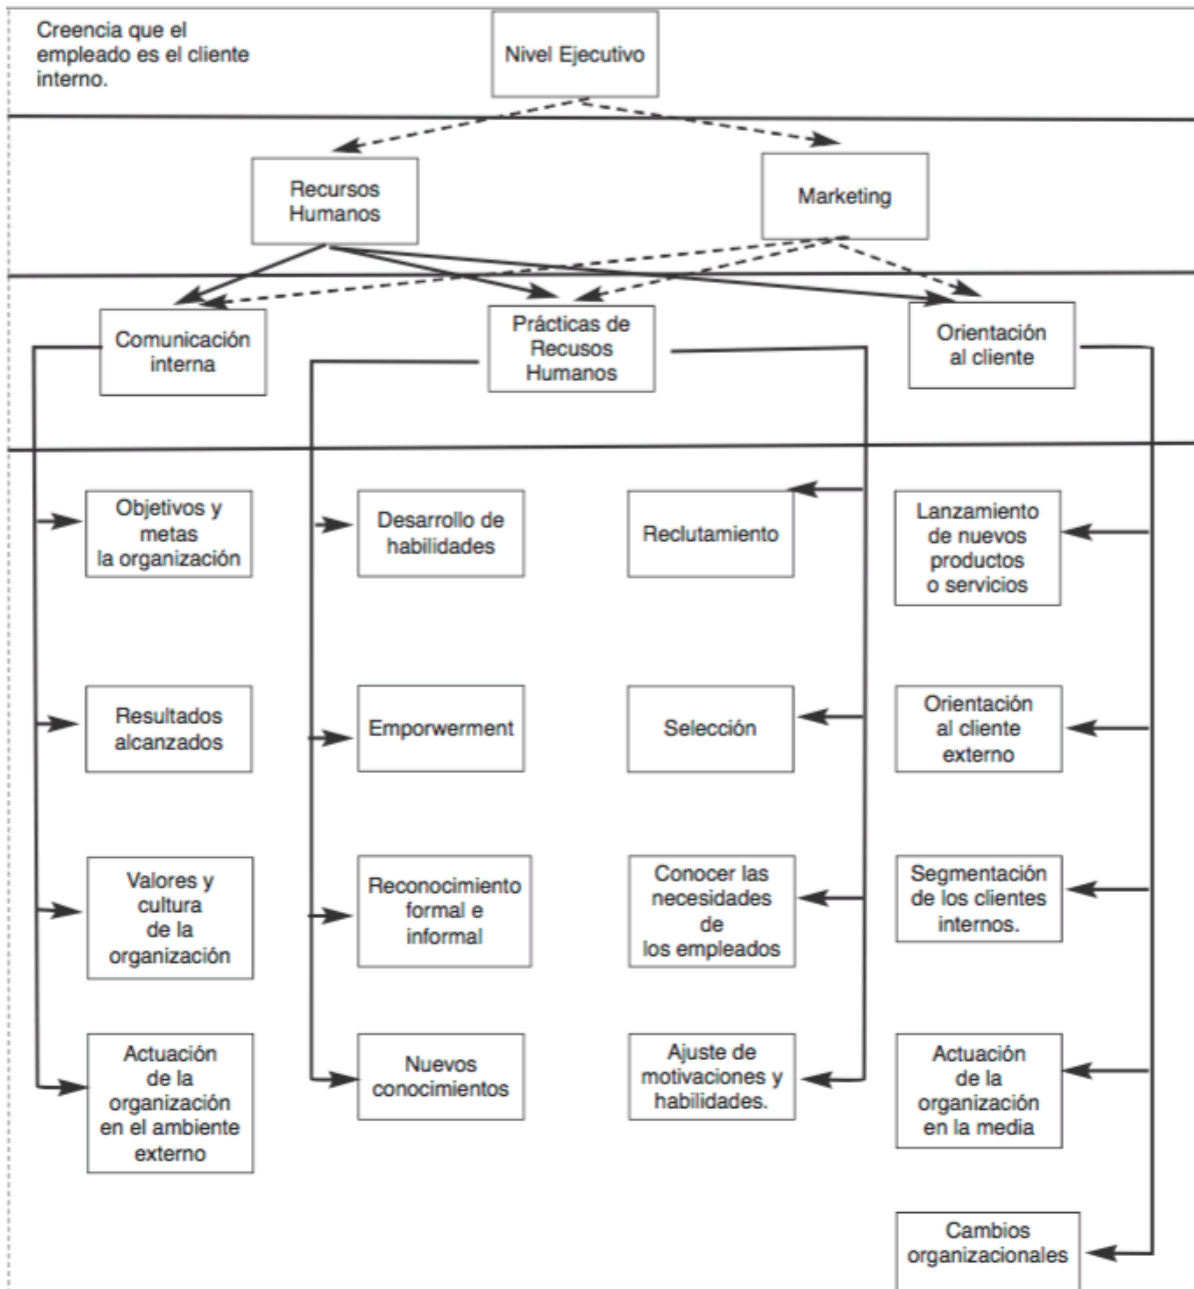 Creencia que el
empleado es el cliente
interno.
Nivel Ejecutivo
Recursos
Humanos
Marketing
Comunicación
interna
Prácticas de
Recusos
Humanos
Orientación
al cliente
Objetivos y
metas
la organización
Desarrollo de
habilidades
Reclutamiento
Lanzamiento
de nuevos
productos
o servicios
Resultados
alcanzados
Emporwerment
Selección
Orientación
al cliente
externo
Valores y
cultura
de la
organización
Reconocimiento
formal e
informal
Conocer las
necesidades
de
los empleados
Segmentación
de los clientes
internos.
Actuación
de la
organización
en el ambiente
externo
Nuevos
conocimientos
Ajuste de
motivaciones y
habilidades.
Actuación
de la
organización
en la media
Cambios
organizacionales